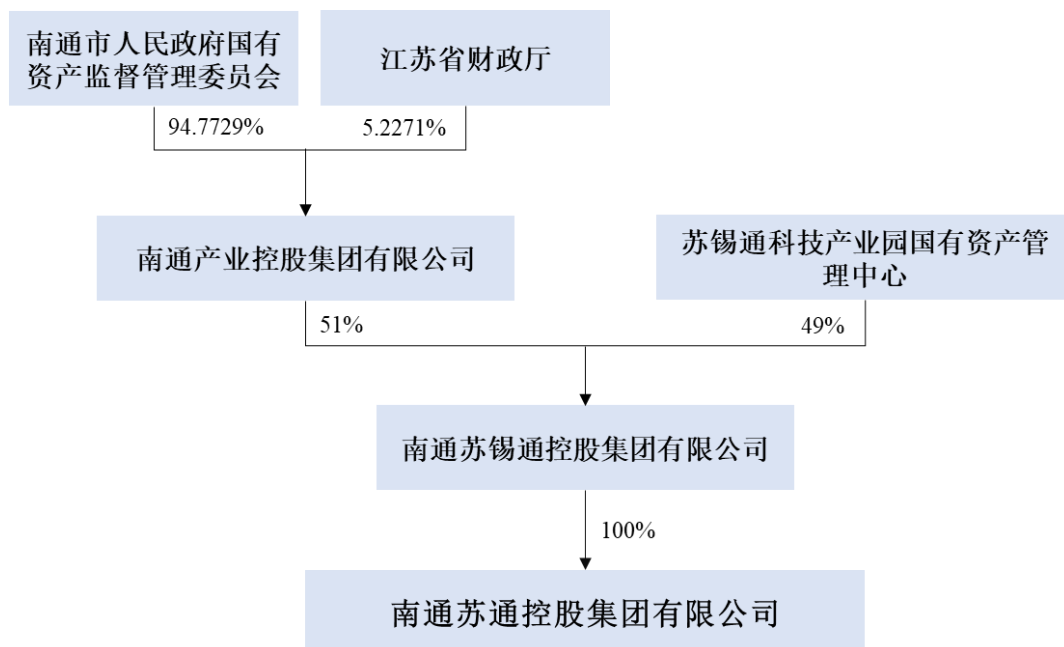 南通市人民政府国有
资产监督管理委员会
江苏省财政厅
94.7729%
5.2271%
南通产业控股集团有限公司
苏锡通科技产业园国有资产管
理中心
51%
49%
南通苏锡通控股集团有限公司
100%
南通苏通控股集团有限公司